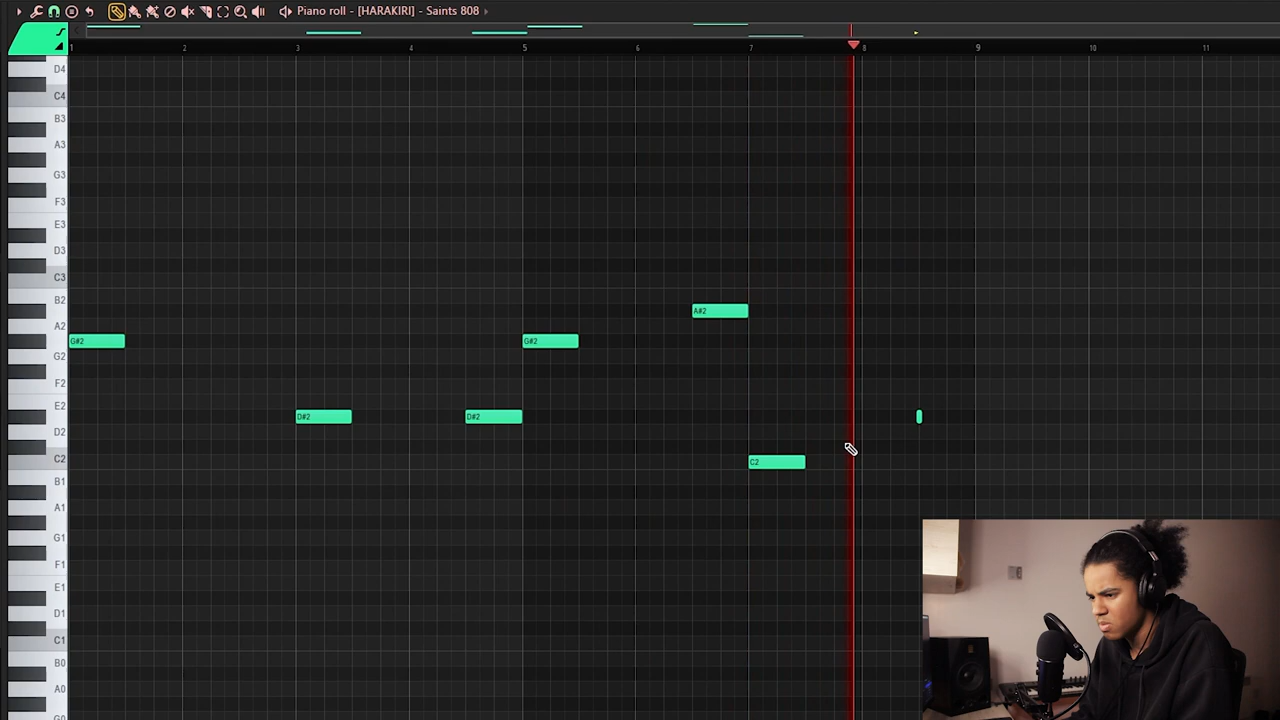 Piano roll - [HARAKIRI] - Saints 808
1 2 3 4 5 6 7 8 9 10 11
D4
C4
B3
A3
G3
F3
E3
D3
C3
B2
A#2
A2
G#2 G#2
G2
F2
E2
D#2 D#2
D2
C2 C2
B1
A1
G1
F1
E1
D1
C1
B0
A0
G0